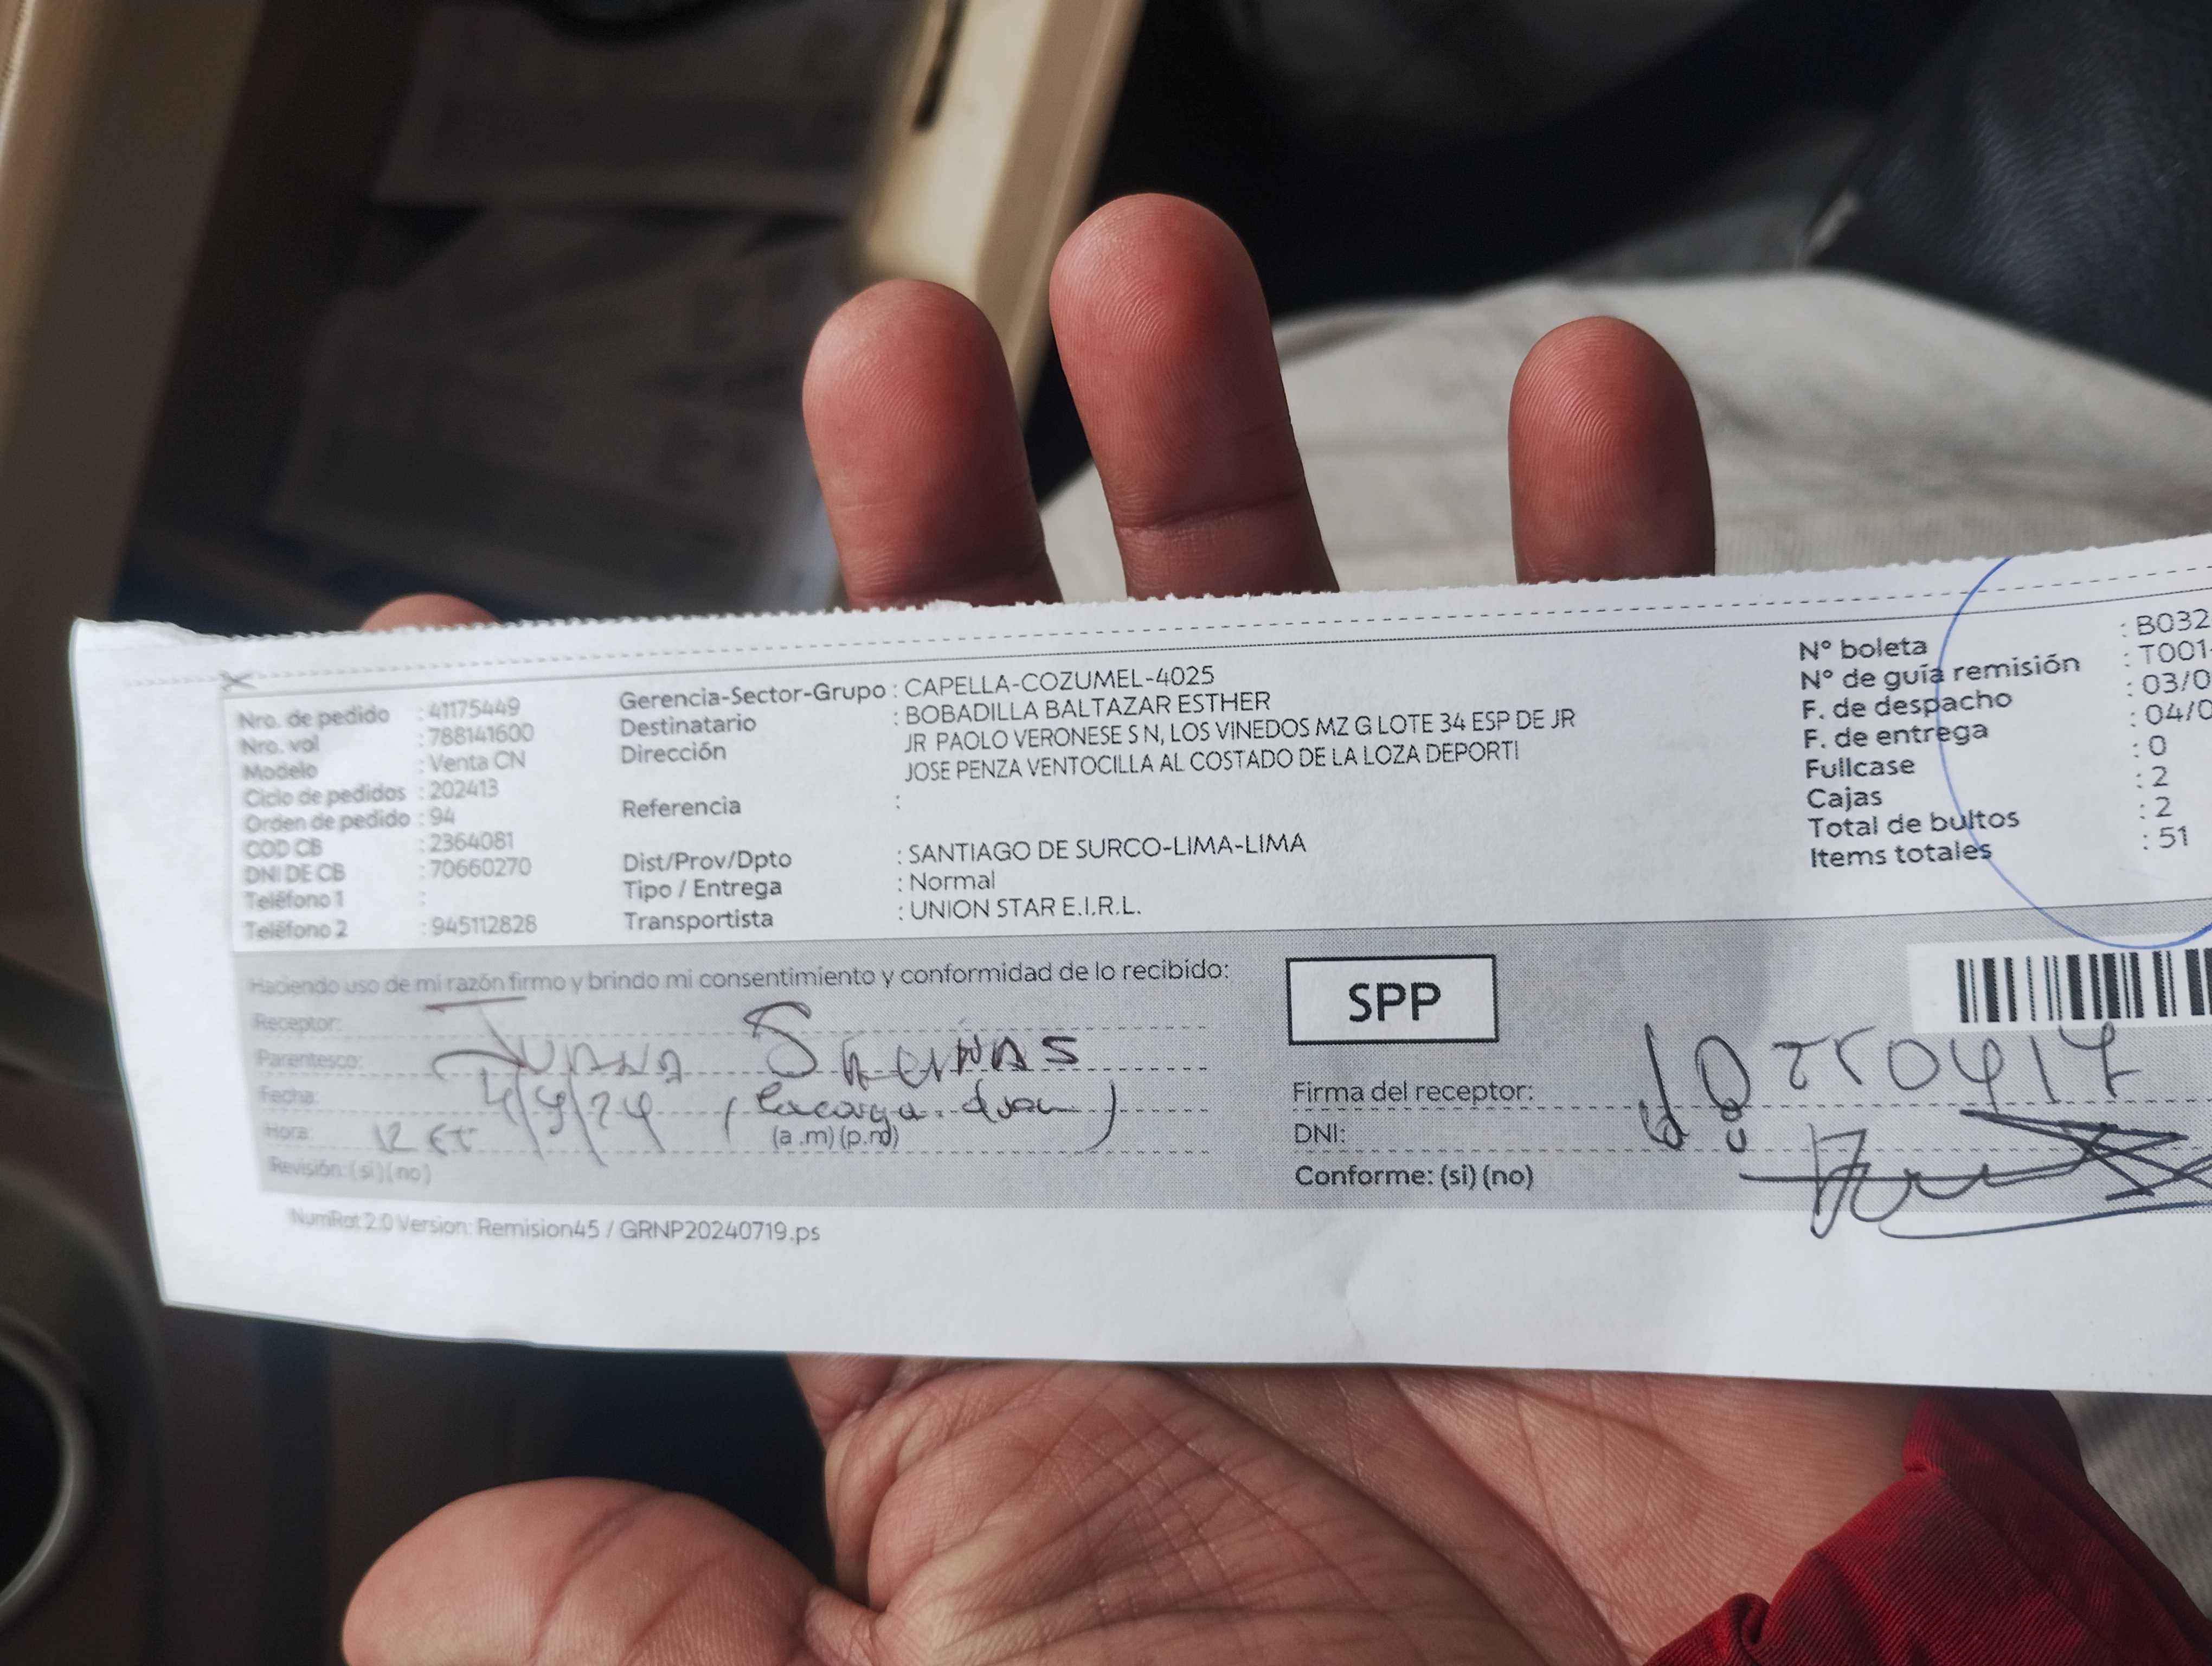 Nro. de pedido : 41175449
Nro. vol : 788141600
Modelo : Venta CN
Ciclo de pedidos : 202413
Orden de pedido : 94
COD CB : 2364081
DNI DE CB : 70660270
Teléfono 1 :
Teléfono 2 : 945112828
Gerencia-Sector-Grupo : CAPELLA-COZUMEL-4025
Destinatario : BOBADILLA BALTAZAR ESTHER
Dirección JR PAOLO VERONESE S N, LOS VINEDOS MZ G LOTE 34 ESP DE JR
JOSE PENZA VENTOCILLA AL COSTADO DE LA LOZA DEPORTI
Referencia :
Dist/Prov/Dpto : SANTIAGO DE SURCO-LIMA-LIMA
Tipo / Entrega : Normal
Transportista : UNION STAR E.I.R.L.
N° boleta : B032
N° de guía remisión : T001-
F. de despacho : 03/0
F. de entrega : 04/0
Fullcase : 0
Cajas : 2
Total de bultos : 2
Items totales : 51
Haciendo uso de mi razón firmo y brindo mi consentimiento y conformidad de lo recibido:
Receptor:
Parentesco: Juana
Fecha: 4/9/24
Hora: (a.m) (p.m)
Revisión: (si) (no)
SPP
Firma del receptor:
DNI:
Conforme: (si) (no)
NumRot 2.0 Version: Remision45 / GRNP20240719.ps